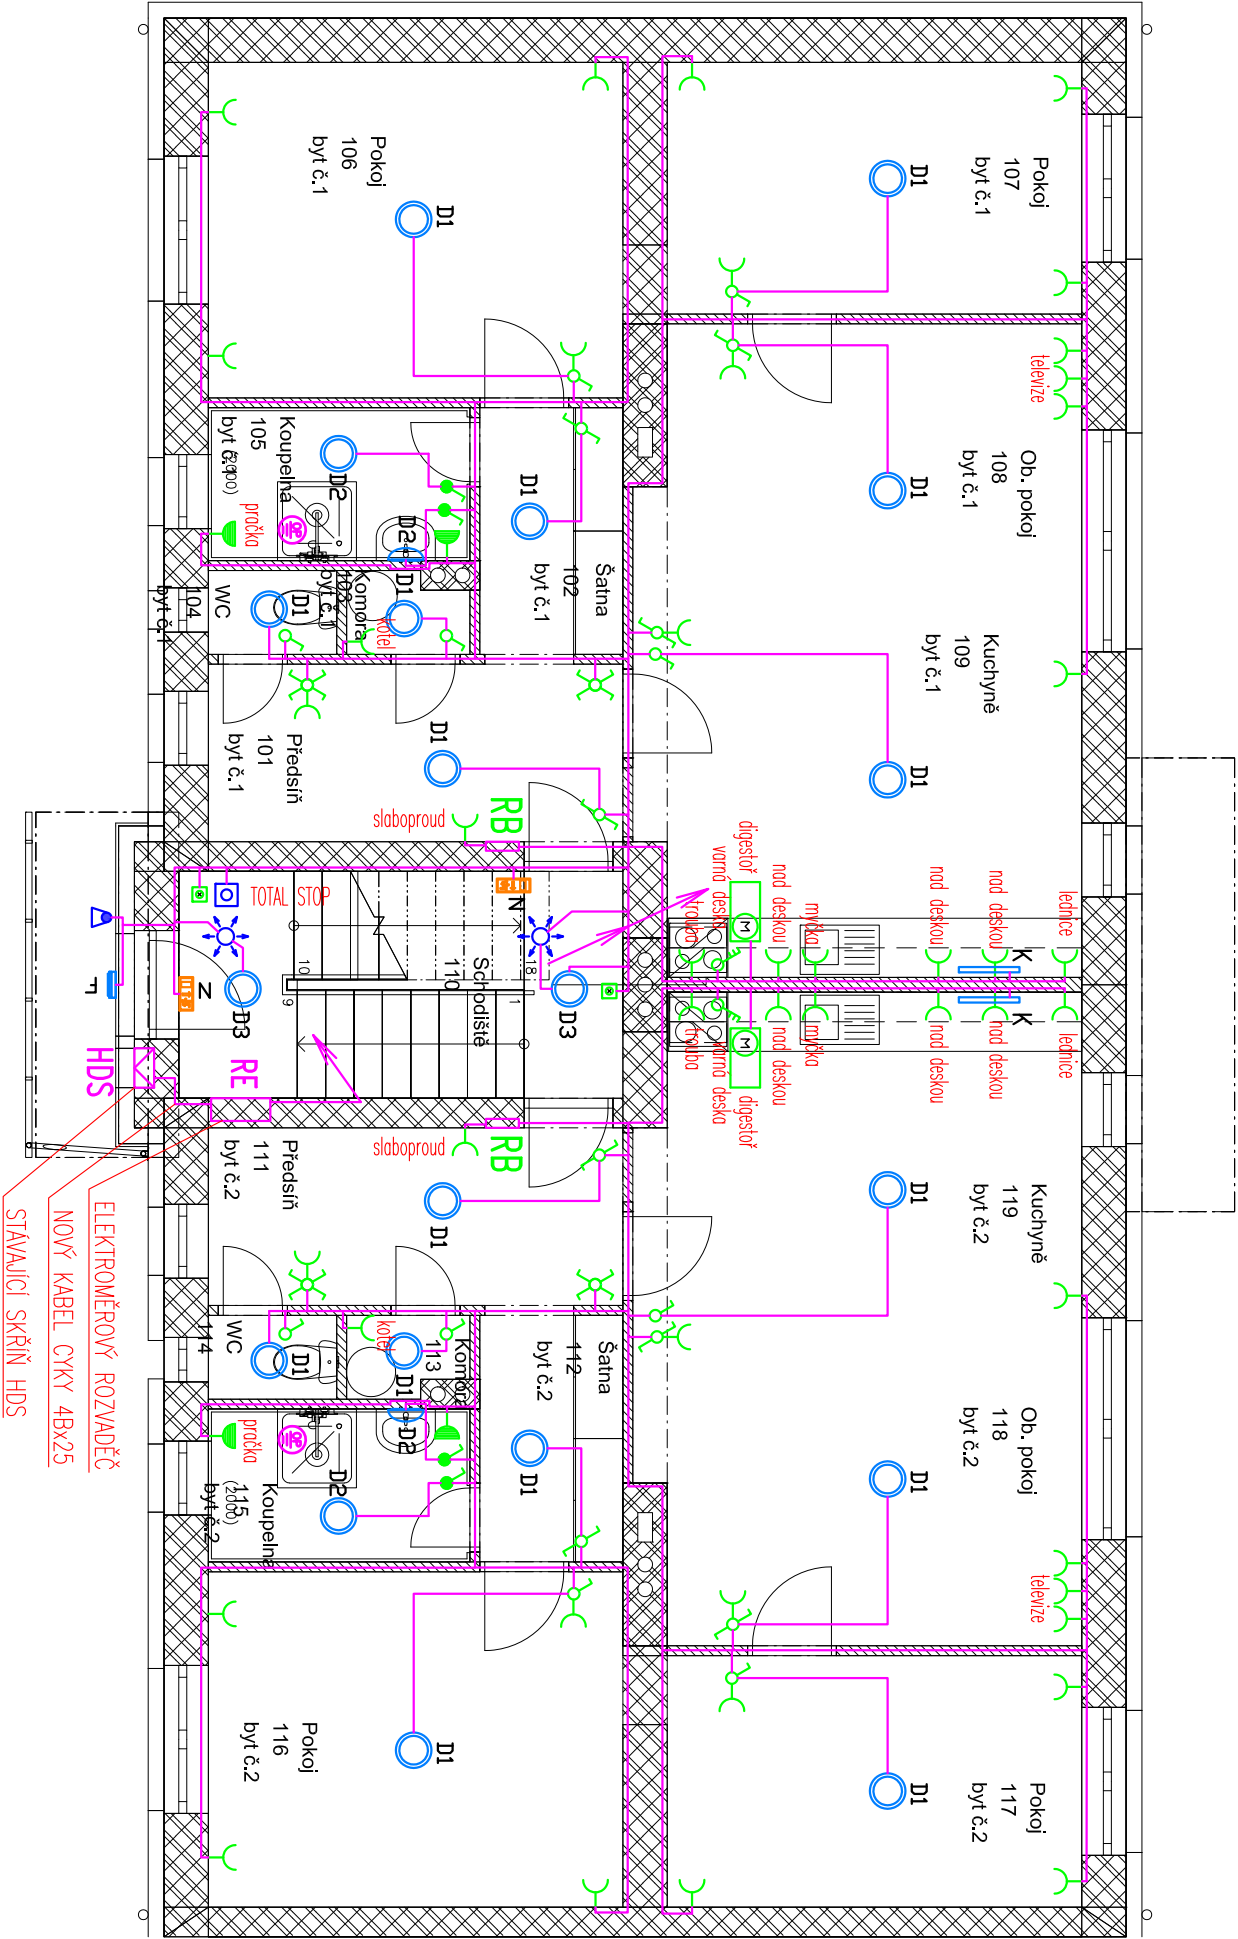 Pokoj
107
byt č.1
D1
Pokoj
106
byt č.1
D1
televize
Ob. pokoj
108
byt č.1
D1
D1
Koupelna
105
byt č.1
(2000)
D2
pračka
D2
D1
Šatna
102
byt č.1
WC
104
byt č.1
D1
Komora
103
byt č.1
D1
kotel
Kuchyně
109
byt č.1
D1
Předsíň
101
byt č.1
D1
slaboproud
RB
digestoř
varná deska
trouba
nad deskou
myčka
nad deskou
nad deskou
lednice
M
K
TOTAL STOP
N
Schodiště
110
18
1
10
9
D3
D3
N
F
HDS
RE
M
K
trouba
varná deska
digestoř
nad deskou
myčka
nad deskou
nad deskou
lednice
slaboproud
RB
Předsíň
111
byt č.2
D1
Kuchyně
119
byt č.2
D1
Šatna
112
byt č.2
D1
Komora
113
D1
kotel
WC
114
D1
D2
pračka
D2
Koupelna
115
byt č.2
(2000)
Ob. pokoj
118
byt č.2
D1
televize
Pokoj
116
byt č.2
D1
Pokoj
117
byt č.2
D1
ELEKTROMĚROVÝ ROZVADĚČ
NOVÝ KABEL CYKY 4Bx25
STÁVAJÍCÍ SKŘÍŇ HDS